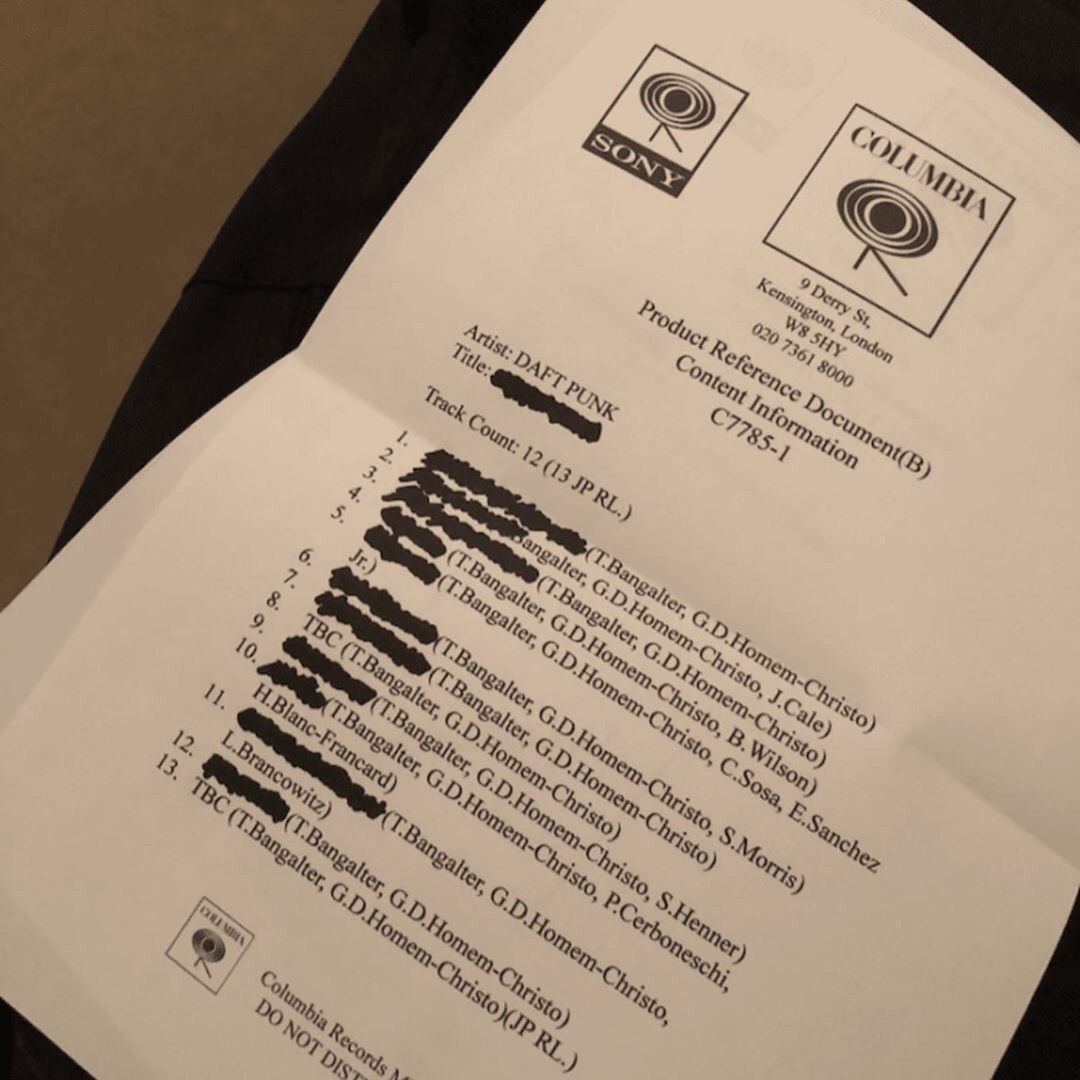 SONY
COLUMBIA
9 Derry St,
Kensington, London
W8 5HY
020 7361 8000
Product Reference Document(B)
Content Information
C7785-1
Artist: DAFT PUNK
Title:
Track Count: 12 (13 JP RL.)
1. (T.Bangalter, G.D.Homem-Christo)
2. Bangalter, G.D.Homem-Christo, J.Cale)
3. (T.Bangalter, G.D.Homem-Christo)
4. (T.Bangalter, G.D.Homem-Christo, B.Wilson)
5. (T.Bangalter, G.D.Homem-Christo, C.Sosa, E.Sanchez
Jr.)
6. (T.Bangalter, G.D.Homem-Christo, S.Morris)
7. (T.Bangalter, G.D.Homem-Christo)
8. TBC (T.Bangalter, G.D.Homem-Christo)
9. (T.Bangalter, G.D.Homem-Christo, S.Henner)
10. (T.Bangalter, G.D.Homem-Christo, P.Cerboneschi,
H.Blanc-Francard)
11. (T.Bangalter, G.D.Homem-Christo,
L.Brancowitz)
12. (T.Bangalter, G.D.Homem-Christo)
13. TBC (T.Bangalter, G.D.Homem-Christo)(JP RL.)
COLUMBIA
Columbia Records
DO NOT